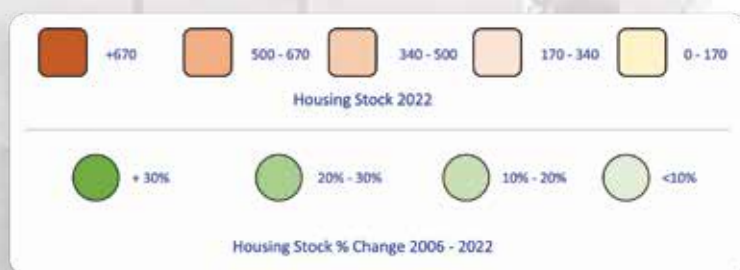 +670 500 - 670 340 - 500 170 - 340 0 - 170
Housing Stock 2022
+ 30% 20% - 30% 10% - 20% <10%
Housing Stock % Change 2006 - 2022